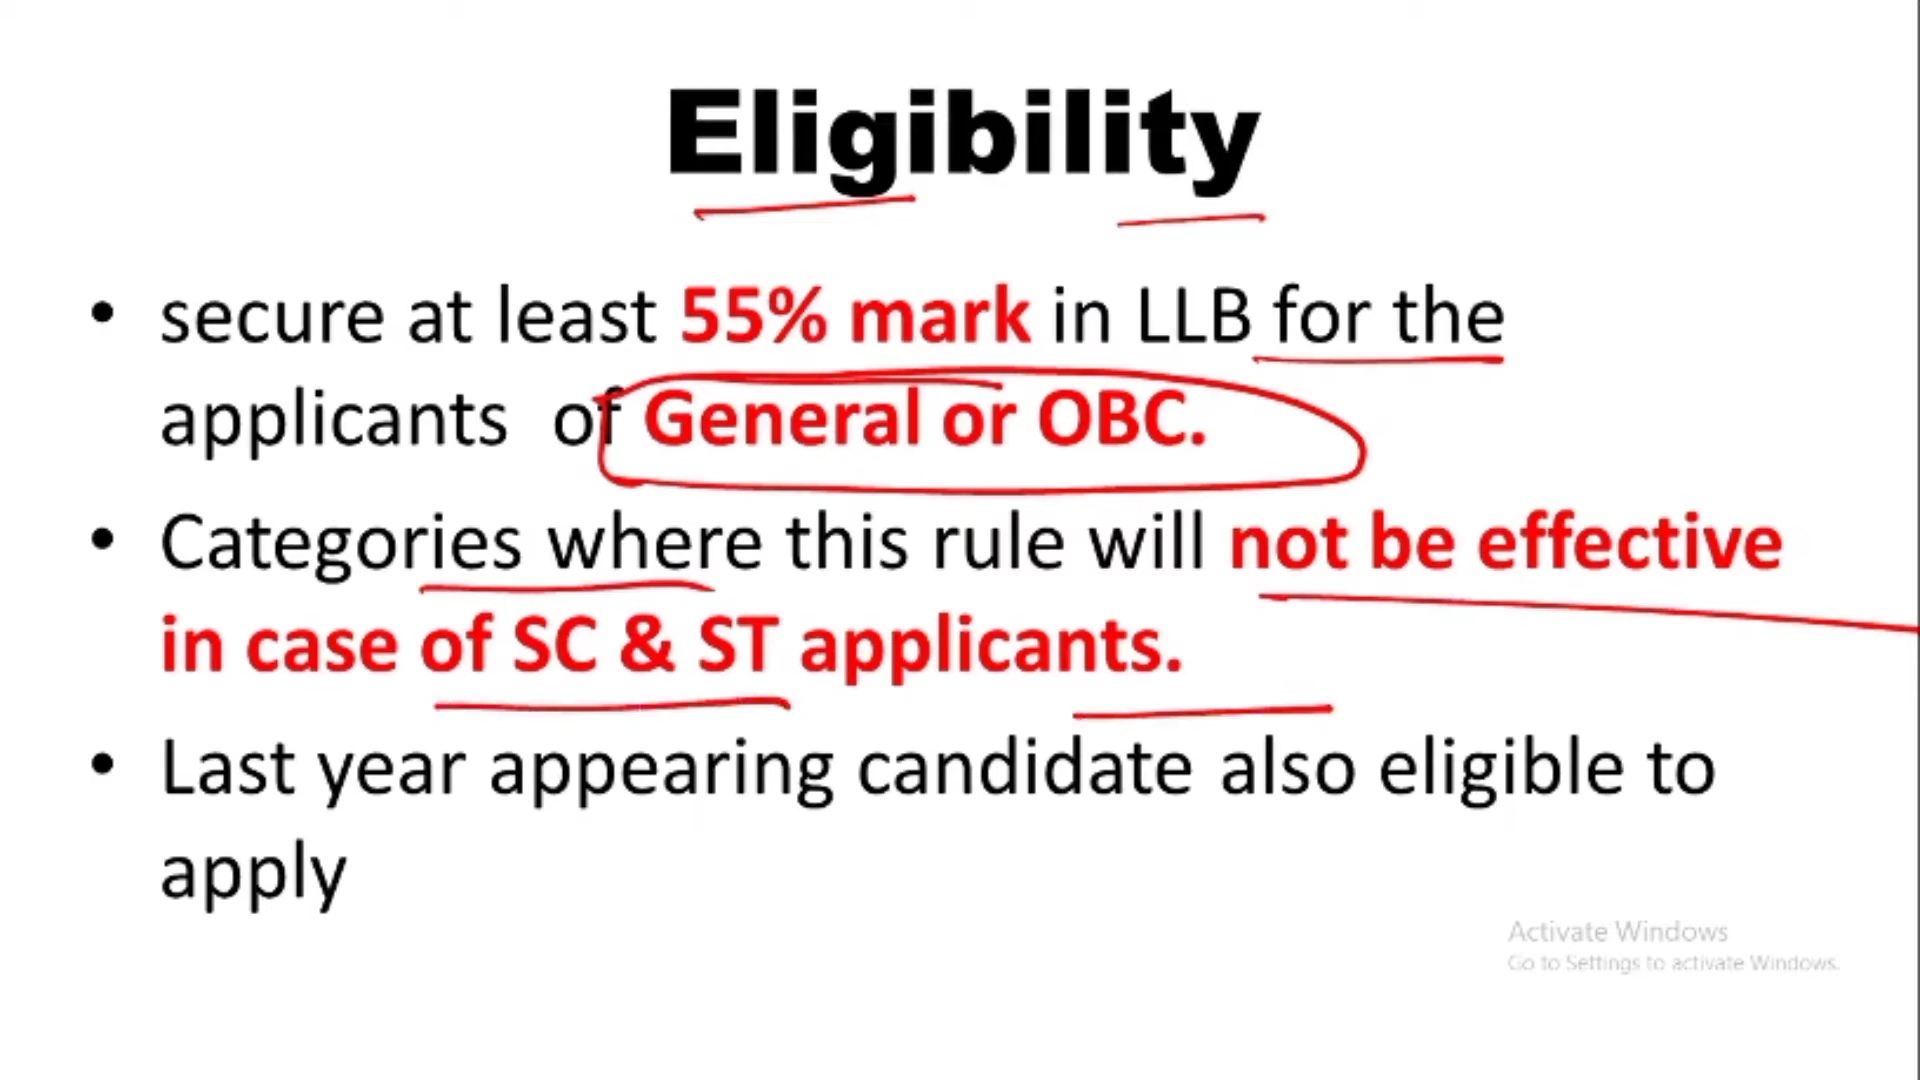 Eligibility
• secure at least 55% mark in LLB for the
applicants of General or OBC.
• Categories where this rule will not be effective
in case of SC & ST applicants.
• Last year appearing candidate also eligible to
apply
Activate Windows
Go to Settings to activate Windows.